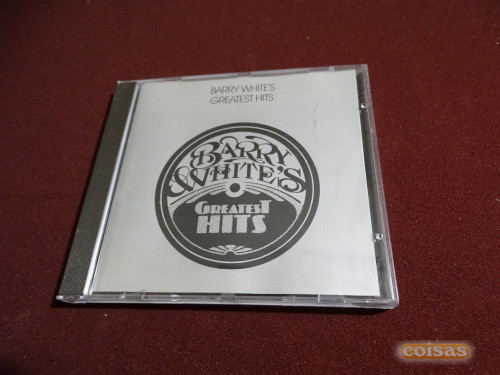 BARRY WHITE'S
GREATEST HITS
BARRY
WHITE'S
GREATEST
HITS
coisas